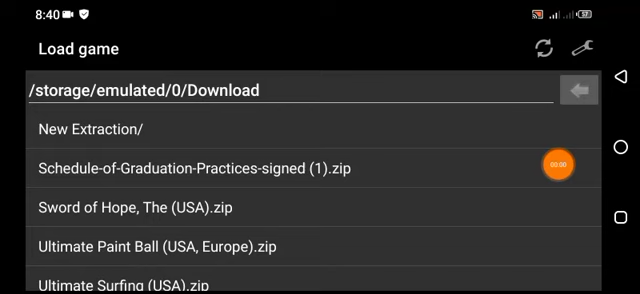 8:40
57
Load game
/storage/emulated/0/Download
New Extraction/
Schedule-of-Graduation-Practices-signed (1).zip
00:00
Sword of Hope, The (USA).zip
Ultimate Paint Ball (USA, Europe).zip
Ultimate Surfing (USA).zip